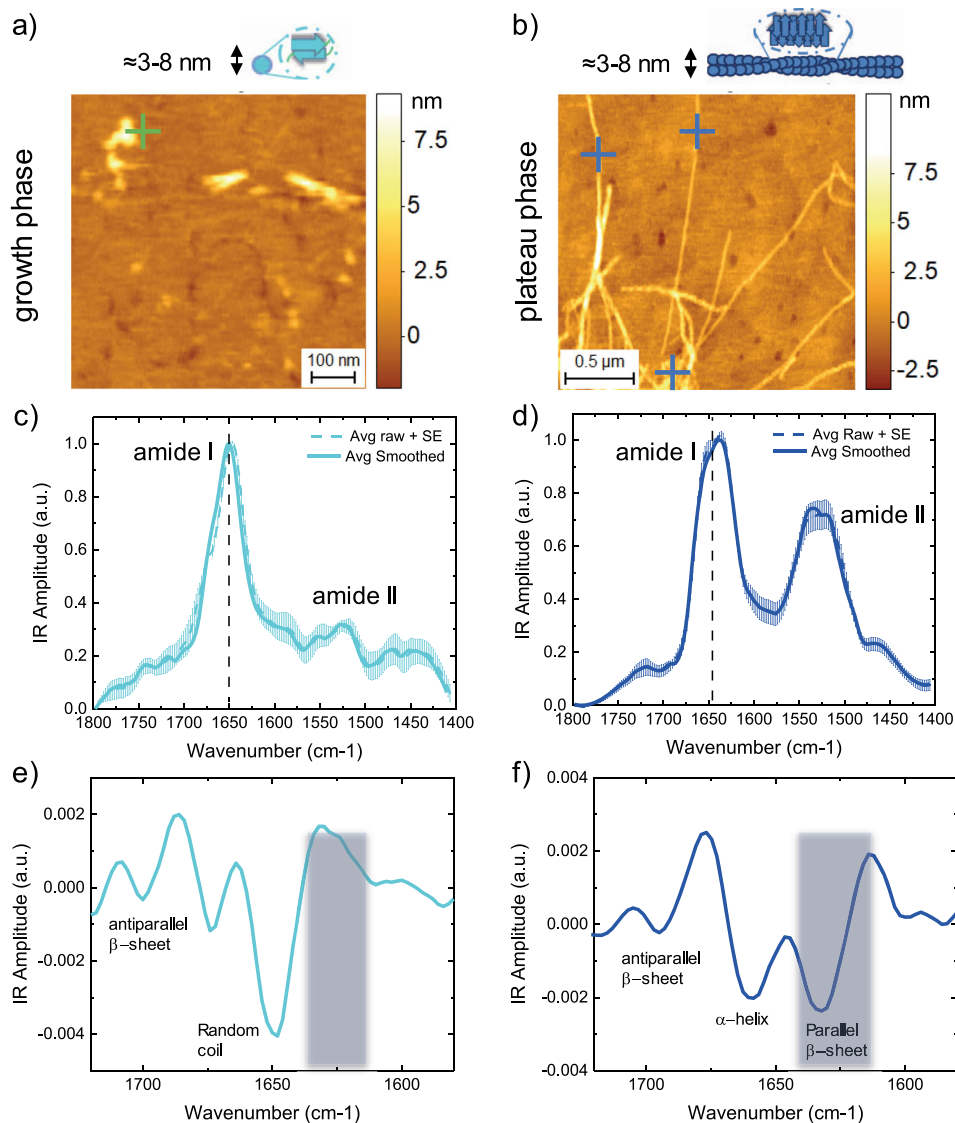 a)
≈3-8 nm
growth phase
nm
7.5
5
2.5
0
100 nm
b)
≈3-8 nm
plateau phase
nm
7.5
5
2.5
0
-2.5
0.5 µm
c)
amide I
Avg raw + SE
Avg Smoothed
amide II
IR Amplitude (a.u.)
1.0
0.8
0.6
0.4
0.2
0.0
1800 1750 1700 1650 1600 1550 1500 1450 1400
Wavenumber (cm-1)
d)
amide I
Avg Raw + SE
Avg Smoothed
amide II
IR Amplitude (a.u.)
1.0
0.8
0.6
0.4
0.2
0.0
1800 1750 1700 1650 1600 1550 1500 1450 1400
Wavenumber (cm-1)
e)
IR Amplitude (a.u.)
0.002
0.000
-0.002
-0.004
antiparallel
β−sheet
Random
coil
1700 1650 1600
Wavenumber (cm-1)
f)
IR Amplitude (a.u.)
0.004
0.002
0.000
-0.002
-0.004
antiparallel
β−sheet
α−helix
Parallel
β−sheet
1700 1650 1600
Wavenumber (cm-1)